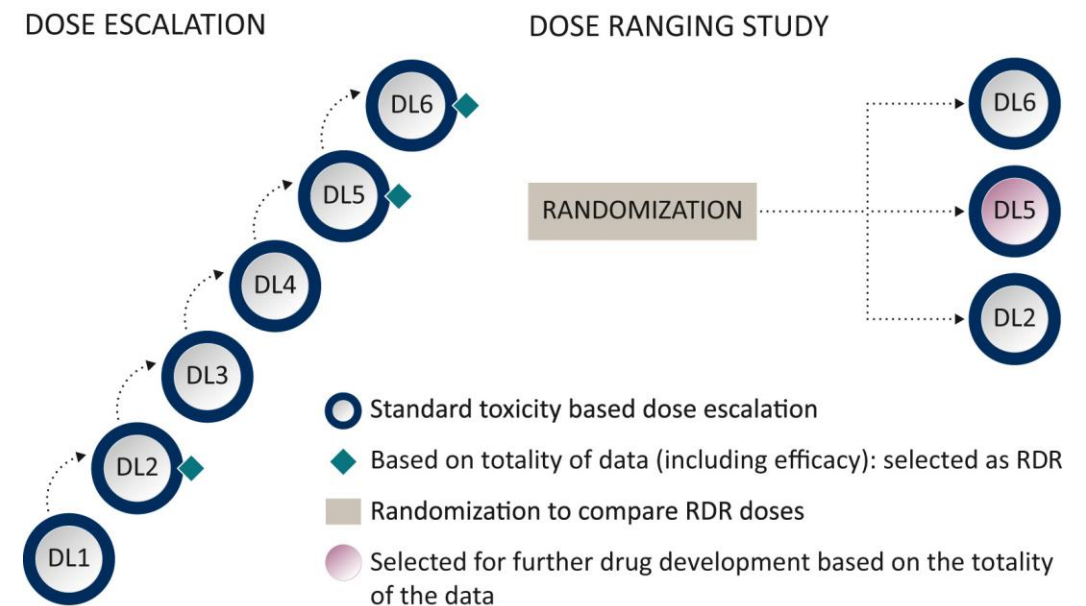 DOSE ESCALATION
DL6
DL5
DL4
DL3
DL2
DL1
DOSE RANGING STUDY
RANDOMIZATION
DL6
DL5
DL2
Standard toxicity based dose escalation
Based on totality of data (including efficacy): selected as RDR
Randomization to compare RDR doses
Selected for further drug development based on the totality
of the data